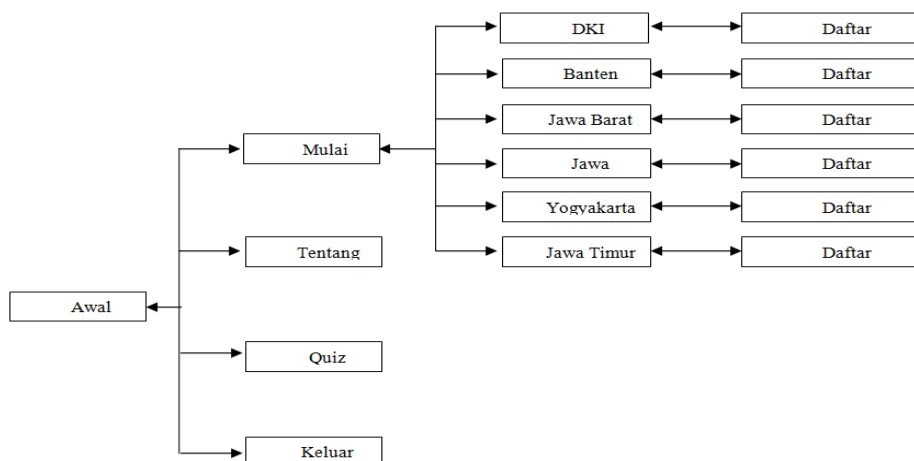 DKI Daftar
Banten Daftar
Jawa Barat Daftar
Mulai
Jawa Daftar
Yogyakarta Daftar
Tentang
Jawa Timur Daftar
Awal
Quiz
Keluar